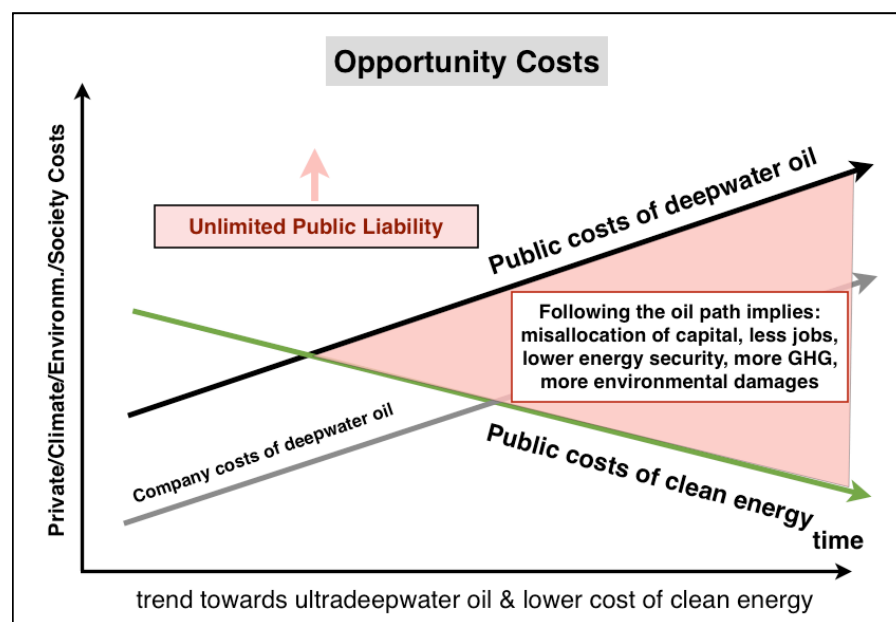 Opportunity Costs
Private/Climate/Environm./Society Costs
Unlimited Public Liability
Public costs of deepwater oil
Following the oil path implies:
misallocation of capital, less jobs,
lower energy security, more GHG,
more environmental damages
Company costs of deepwater oil
Public costs of clean energy
time
trend towards ultradeepwater oil & lower cost of clean energy